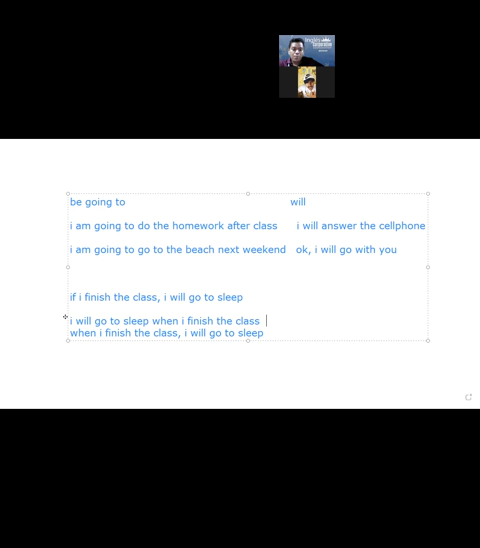 Inglés
be going to will
i am going to do the homework after class i will answer the cellphone
i am going to go to the beach next weekend ok, i will go with you
if i finish the class, i will go to sleep
i will go to sleep when i finish the class
when i finish the class, i will go to sleep